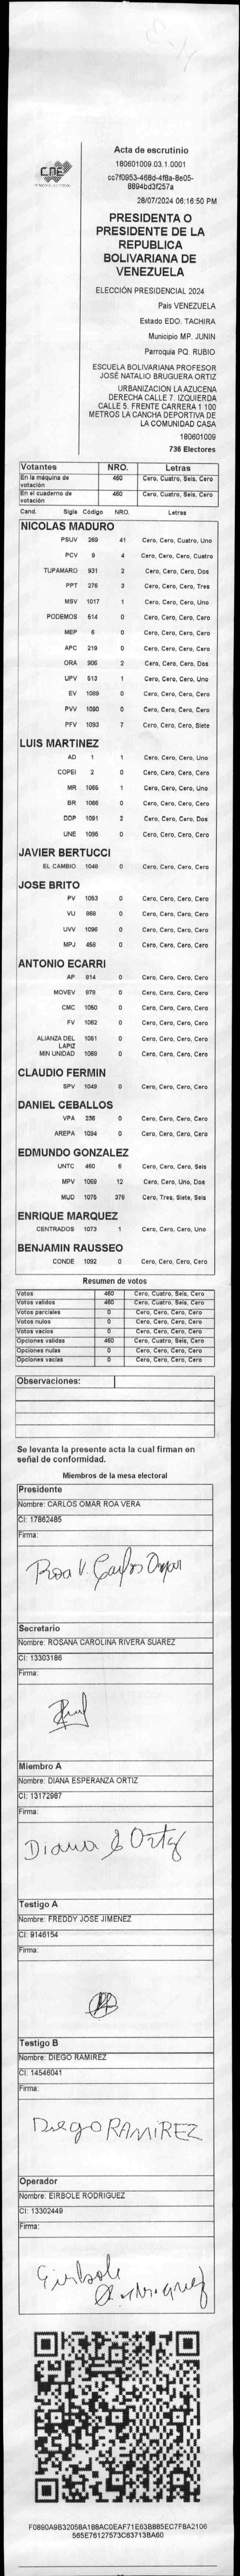 CNE
Acta de escrutinio
180601009.03.1.0001
cc7f0953-468d-4f8a-8e05-
8894bd3f257a
28/07/2024 06:16:50 PM
PRESIDENTA O
PRESIDENTE DE LA
REPUBLICA
BOLIVARIANA DE
VENEZUELA
ELECCIÓN PRESIDENCIAL 2024
País VENEZUELA
Estado EDO. TACHIRA
Municipio MP. JUNIN
Parroquia PQ. RUBIO
ESCUELA BOLIVARIANA PROFESOR
JOSÉ NATALIO BRUGUERA ORTIZ
URBANIZACION LA AZUCENA
DERECHA CALLE 7. IZQUIERDA
CALLE 5. FRENTE CARRERA 1 100
METROS LA CANCHA DEPORTIVA DE
LA COMUNIDAD CASA
180601009
736 Electores
Votantes NRO. Letras
En la máquina de votación 460 Cero, Cuatro, Seis, Cero
En el cuaderno de votación 460 Cero, Cuatro, Seis, Cero
Cand. Sigla Código NRO. Letras
NICOLAS MADURO
PSUV 269 41 Cero, Cero, Cuatro, Uno
PCV 9 4 Cero, Cero, Cero, Cuatro
TUPAMARO 931 2 Cero, Cero, Cero, Dos
PPT 276 3 Cero, Cero, Cero, Tres
MSV 1017 1 Cero, Cero, Cero, Uno
PODEMOS 514 0 Cero, Cero, Cero, Cero
MEP 6 0 Cero, Cero, Cero, Cero
APC 219 0 Cero, Cero, Cero, Cero
ORA 906 2 Cero, Cero, Cero, Dos
UPV 513 1 Cero, Cero, Cero, Uno
EV 1089 0 Cero, Cero, Cero, Cero
PVV 1090 0 Cero, Cero, Cero, Cero
PFV 1093 7 Cero, Cero, Cero, Siete
LUIS MARTINEZ
AD 1 1 Cero, Cero, Cero, Uno
COPEI 2 0 Cero, Cero, Cero, Cero
MR 1065 1 Cero, Cero, Cero, Uno
BR 1066 0 Cero, Cero, Cero, Cero
DDP 1091 2 Cero, Cero, Cero, Dos
UNE 1095 0 Cero, Cero, Cero, Cero
JAVIER BERTUCCI
EL CAMBIO 1048 0 Cero, Cero, Cero, Cero
JOSE BRITO
PV 1053 0 Cero, Cero, Cero, Cero
VU 968 0 Cero, Cero, Cero, Cero
UVV 1096 0 Cero, Cero, Cero, Cero
MPJ 458 0 Cero, Cero, Cero, Cero
ANTONIO ECARRI
AP 914 0 Cero, Cero, Cero, Cero
MOVEV 979 0 Cero, Cero, Cero, Cero
CMC 1050 0 Cero, Cero, Cero, Cero
FV 1062 0 Cero, Cero, Cero, Cero
ALIANZA DEL LAPIZ 1051 0 Cero, Cero, Cero, Cero
MIN UNIDAD 1069 0 Cero, Cero, Cero, Cero
CLAUDIO FERMIN
SPV 1049 0 Cero, Cero, Cero, Cero
DANIEL CEBALLOS
VPA 236 0 Cero, Cero, Cero, Cero
AREPA 1094 0 Cero, Cero, Cero, Cero
EDMUNDO GONZALEZ
UNTC 460 6 Cero, Cero, Cero, Seis
MPV 1069 12 Cero, Cero, Uno, Dos
MUD 1075 376 Cero, Tres, Siete, Seis
ENRIQUE MARQUEZ
CENTRADOS 1073 1 Cero, Cero, Cero, Uno
BENJAMIN RAUSSEO
CONDE 1092 0 Cero, Cero, Cero, Cero
Resumen de votos
Votos 460 Cero, Cuatro, Seis, Cero
Votos validos 460 Cero, Cuatro, Seis, Cero
Votos parciales 0 Cero, Cero, Cero, Cero
Votos nulos 0 Cero, Cero, Cero, Cero
Votos vacios 0 Cero, Cero, Cero, Cero
Opciones validas 460 Cero, Cuatro, Seis, Cero
Opciones nulas 0 Cero, Cero, Cero, Cero
Opciones vacias 0 Cero, Cero, Cero, Cero
Observaciones:
Se levanta la presente acta la cual firman en
señal de conformidad.
Miembros de la mesa electoral
Presidente
Nombre: CARLOS OMAR ROA VERA
CI: 17862485
Firma:
Roa V. Carlos Omar
Secretario
Nombre: ROSANA CAROLINA RIVERA SUAREZ
CI: 13303186
Firma:
Miembro A
Nombre: DIANA ESPERANZA ORTIZ
CI: 13172987
Firma:
Diana E Ortiz
Testigo A
Nombre: FREDDY JOSE JIMENEZ
CI: 9146154
Firma:
Testigo B
Nombre: DIEGO RAMIREZ
CI: 14546041
Firma:
Diego RAMIREZ
Operador
Nombre: EIRBOLE RODRIGUEZ
CI: 13302449
Firma:
Eirbole Rodriguez
F0890A9B3205BA188AC0EAF71E63B885EC7FBA2106
565E76127573C63713BA60